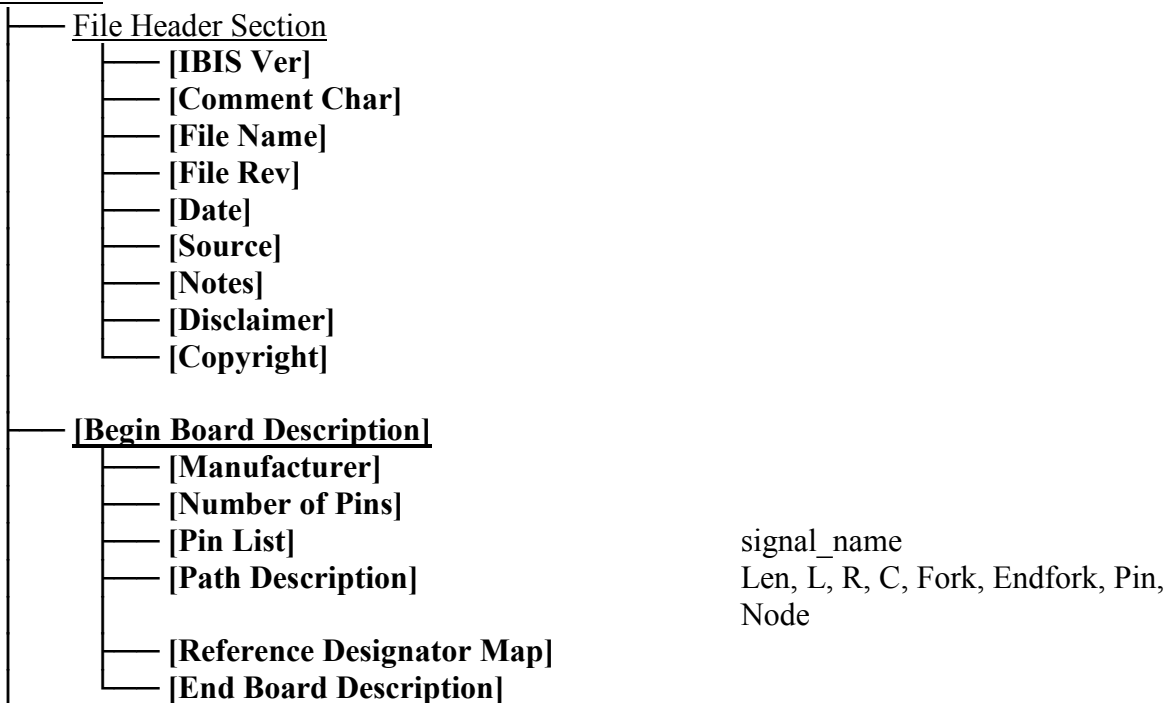 File Header Section
[IBIS Ver]
[Comment Char]
[File Name]
[File Rev]
[Date]
[Source]
[Notes]
[Disclaimer]
[Copyright]
[Begin Board Description]
[Manufacturer]
[Number of Pins]
[Pin List] signal_name
[Path Description] Len, L, R, C, Fork, Endfork, Pin,
Node
[Reference Designator Map]
[End Board Description]